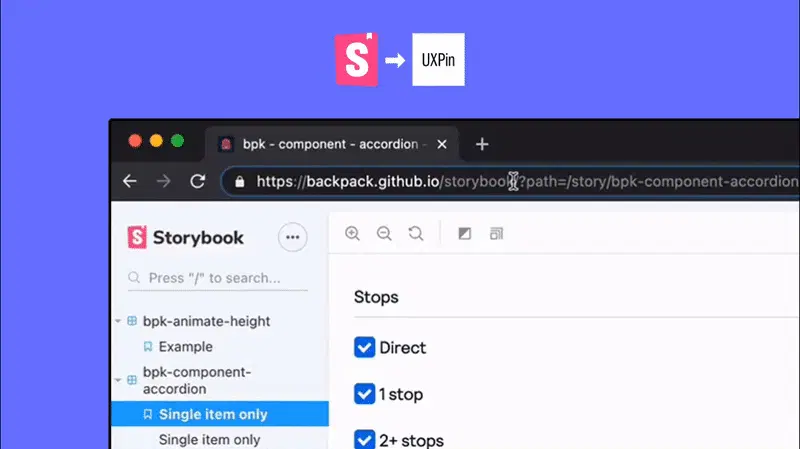 S UXPin
bpk - component - accordion -
https://backpack.github.io/storybook/?path=/story/bpk-component-accordion
Storybook
Press "/" to search...
bpk-animate-height
Example
bpk-component-
accordion
Single item only
Single item only
Stops
Direct
1 stop
2+ stops